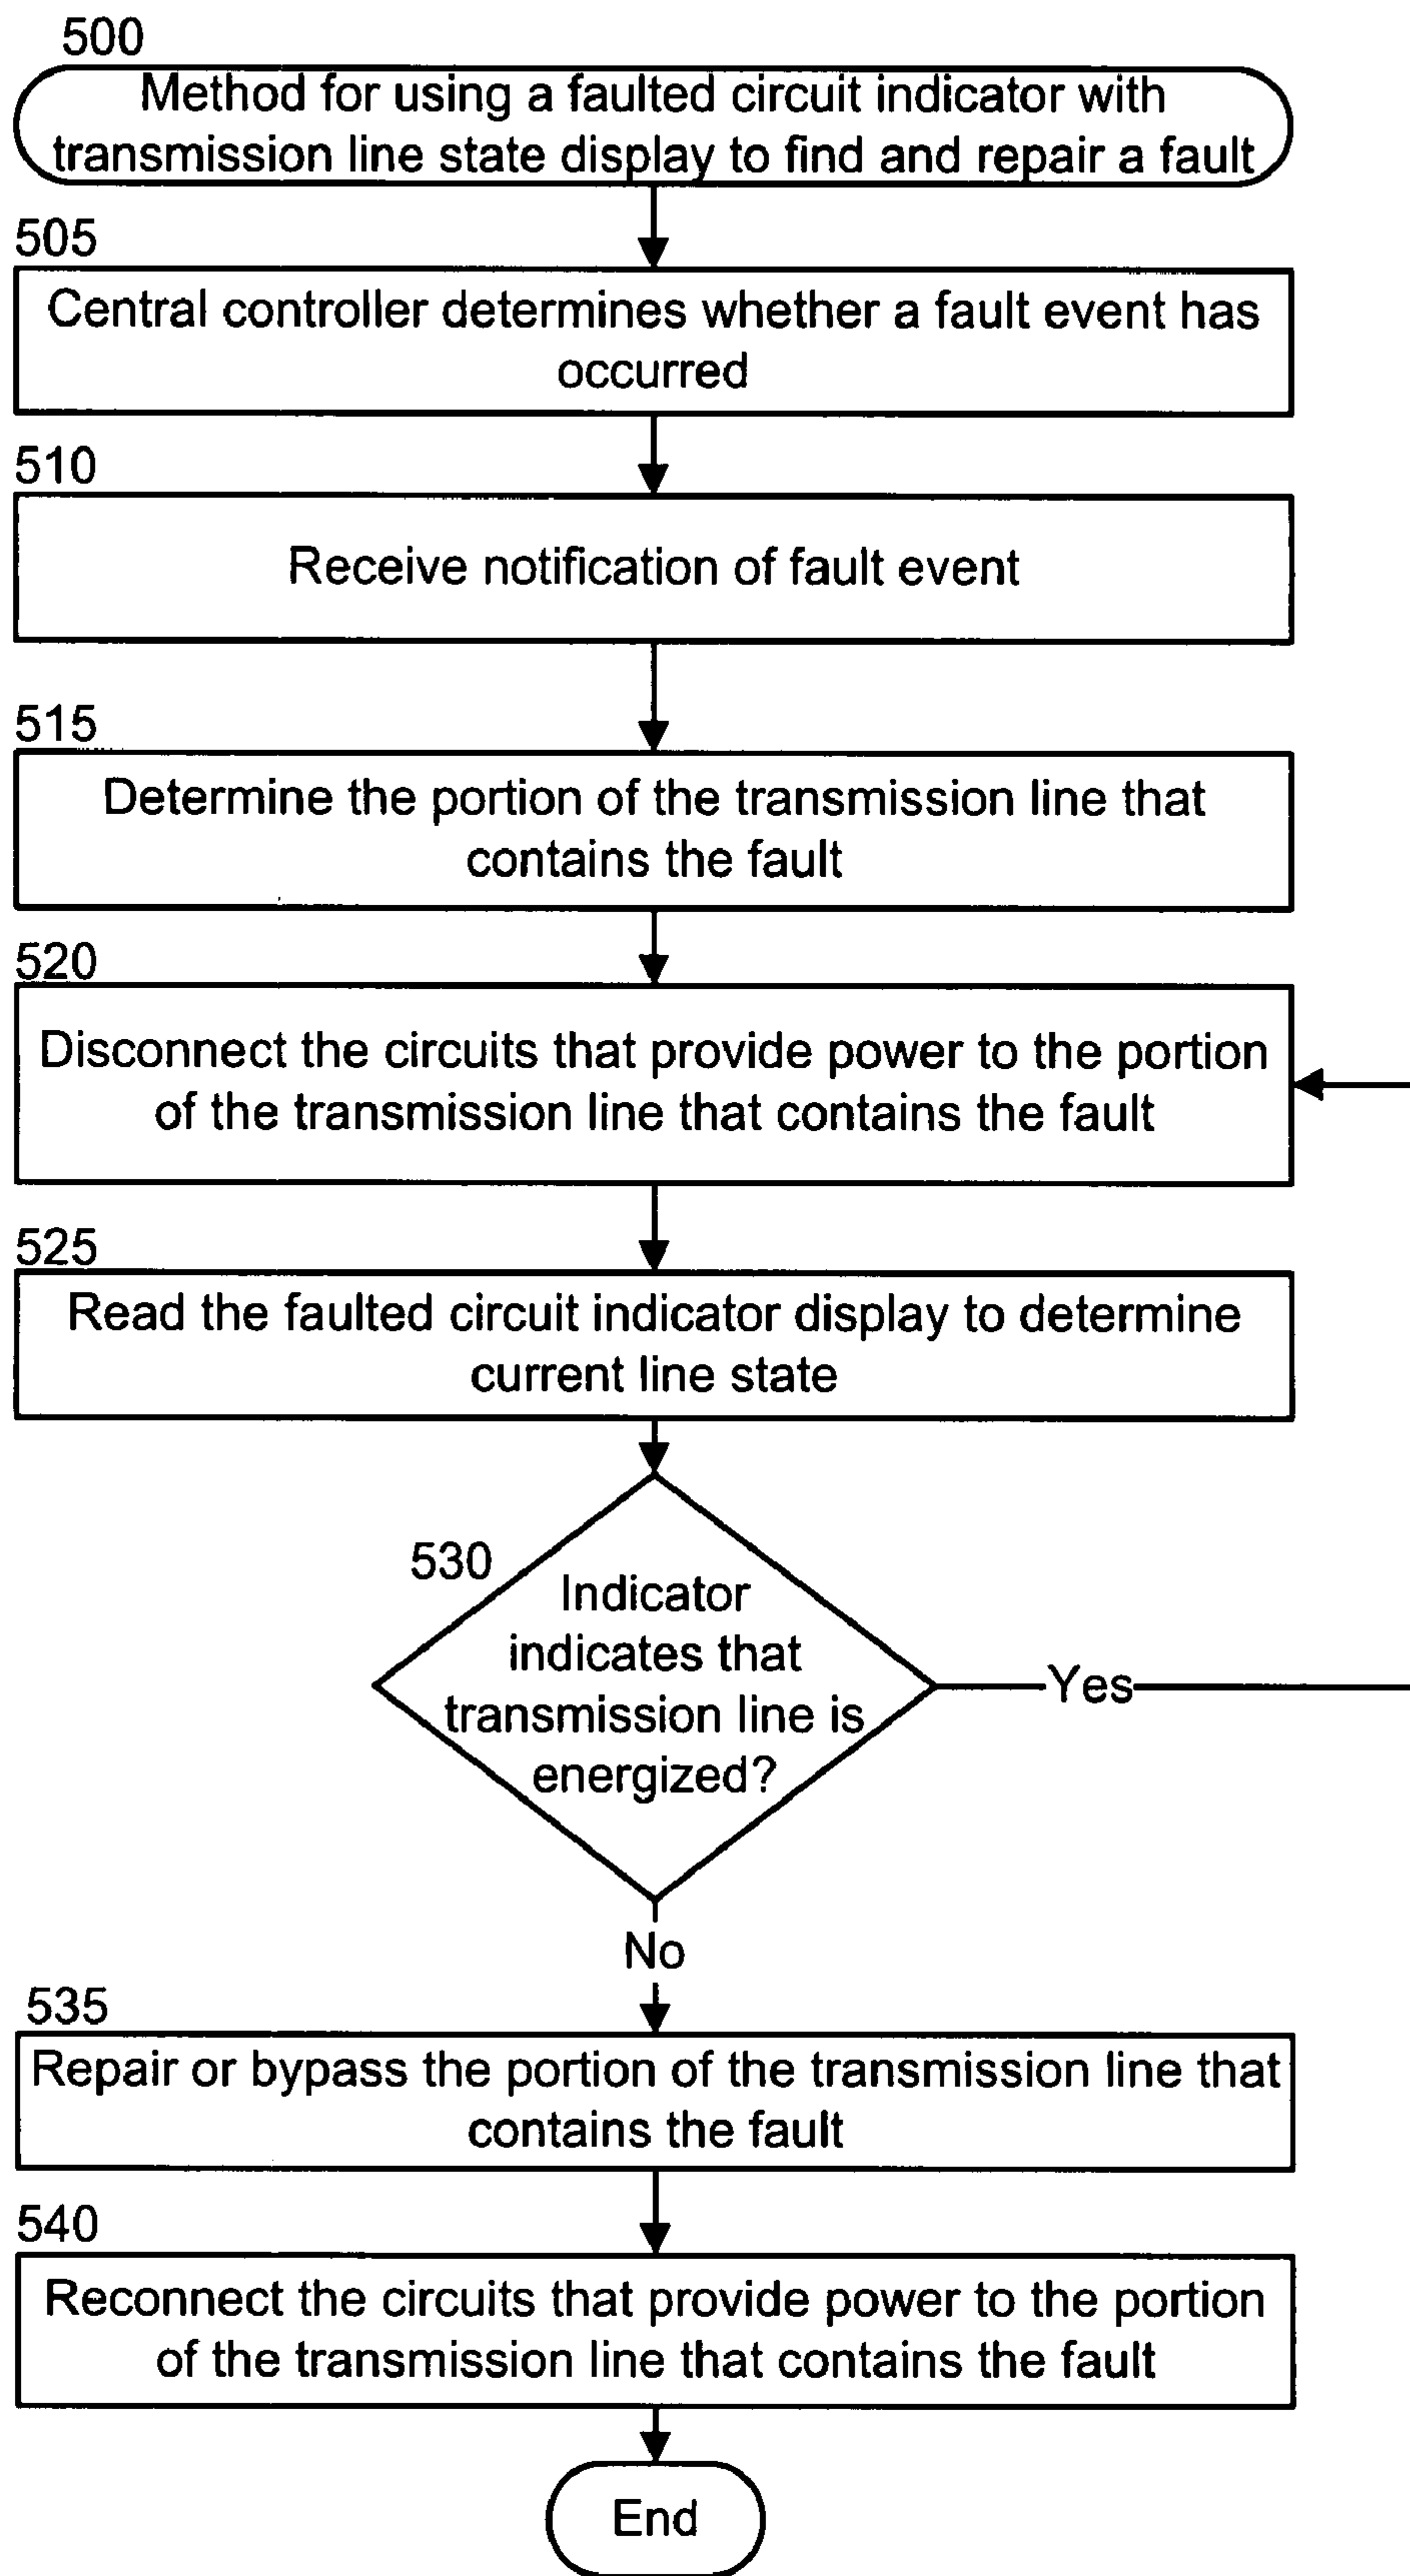 500
Method for using a faulted circuit indicator with
transmission line state display to find and repair a fault
505
Central controller determines whether a fault event has
occurred
510
Receive notification of fault event
515
Determine the portion of the transmission line that
contains the fault
520
Disconnect the circuits that provide power to the portion
of the transmission line that contains the fault
525
Read the faulted circuit indicator display to determine
current line state
530
Indicator
indicates that
transmission line is
energized?
Yes
No
535
Repair or bypass the portion of the transmission line that
contains the fault
540
Reconnect the circuits that provide power to the portion
of the transmission line that contains the fault
End